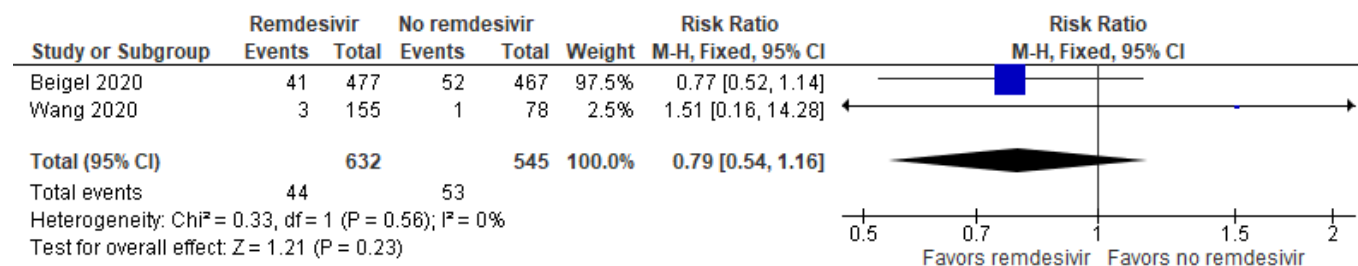 Remdesivir No remdesivir Risk Ratio Risk Ratio
Study or Subgroup Events Total Events Total Weight M-H, Fixed, 95% CI M-H, Fixed, 95% CI
Beigel 2020 41 477 52 467 97.5% 0.77 [0.52, 1.14]
Wang 2020 3 155 1 78 2.5% 1.51 [0.16, 14.28]
Total (95% CI) 632 545 100.0% 0.79 [0.54, 1.16]
Total events 44 53
Heterogeneity: Chi² = 0.33, df = 1 (P = 0.56); I² = 0%
Test for overall effect: Z = 1.21 (P = 0.23)
0.5 0.7 1 1.5 2
Favors remdesivir Favors no remdesivir